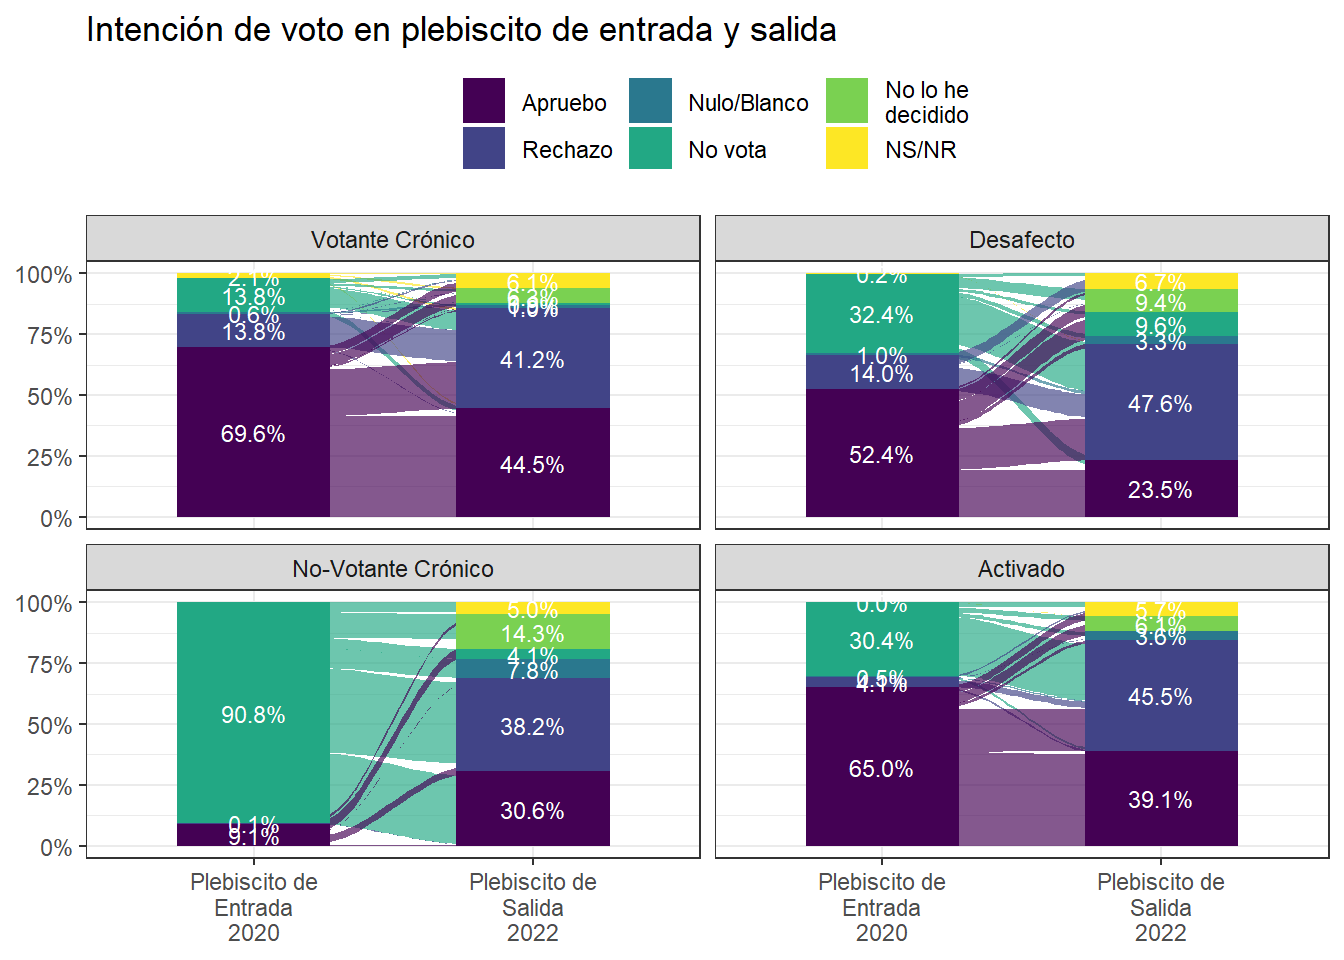 Intención de voto en plebiscito de entrada y salida
Apruebo
Nulo/Blanco
No lo he
decidido
Rechazo
No vota
NS/NR
Votante Crónico
Desafecto
100%
75%
50%
25%
0%
2.1%
13.8%
0.6%
13.8%
69.6%
6.1%
41.2%
44.5%
0.2%
32.4%
1.0%
14.0%
52.4%
6.7%
9.4%
9.6%
3.3%
47.6%
23.5%
No-Votante Crónico
Activado
100%
75%
50%
25%
0%
90.8%
0.1%
9.1%
5.0%
14.3%
4.1%
7.8%
38.2%
30.6%
0.0%
30.4%
0.5%
4.1%
65.0%
5.7%
6.1%
3.6%
45.5%
39.1%
Plebiscito de
Entrada
2020
Plebiscito de
Salida
2022
Plebiscito de
Entrada
2020
Plebiscito de
Salida
2022